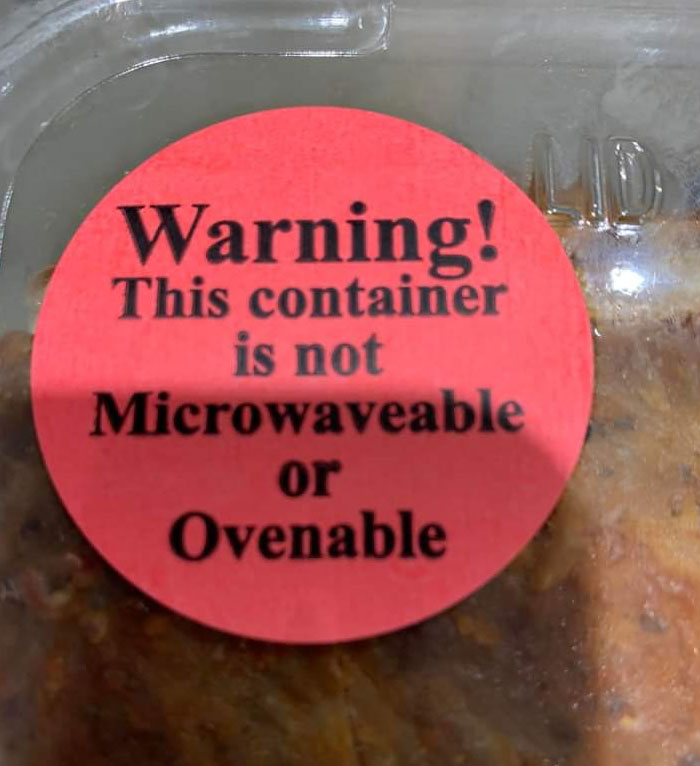 LID
Warning!
This container
is not
Microwaveable
or
Ovenable